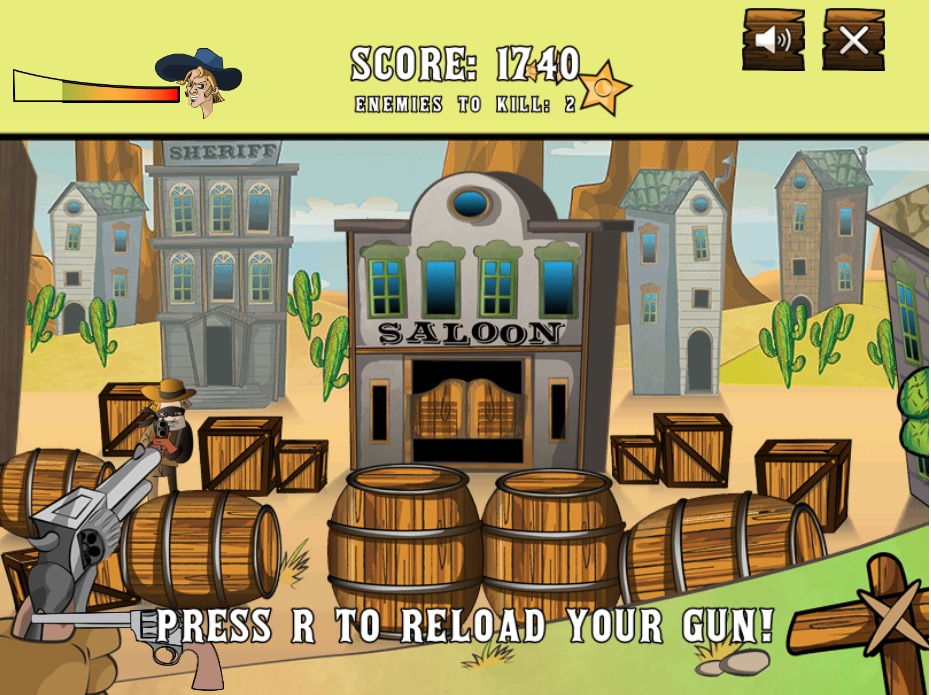 SCORE: 1740
ENEMIES TO KILL: 2
SHERIFF
SALOON
PRESS R TO RELOAD YOUR GUN!